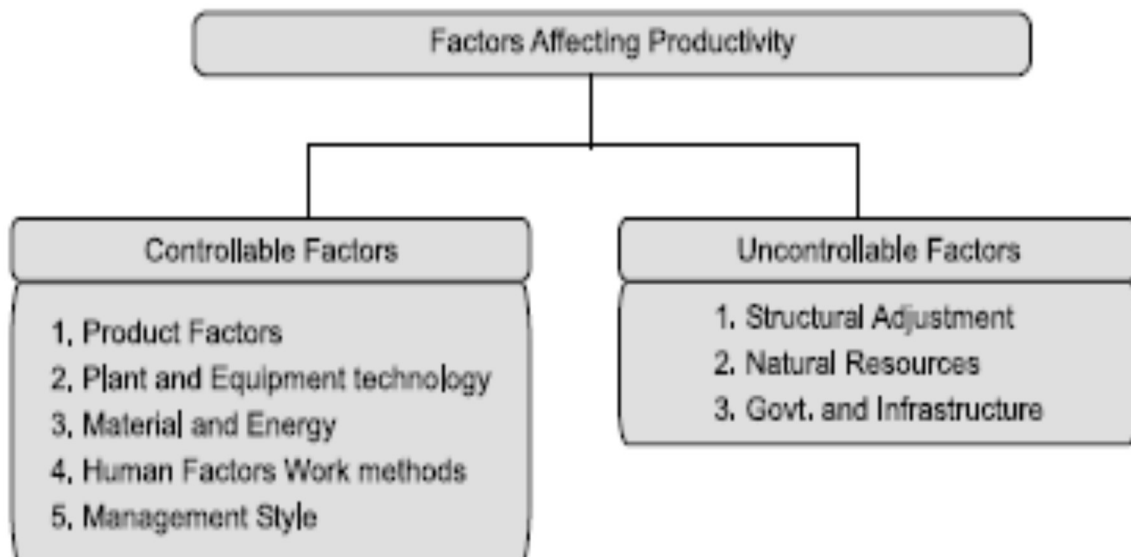 Factors Affecting Productivity
Controllable Factors
1, Product Factors
2, Plant and Equipment technology
3, Material and Energy
4, Human Factors Work methods
5, Management Style
Uncontrollable Factors
1. Structural Adjustment
2. Natural Resources
3. Govt. and Infrastructure